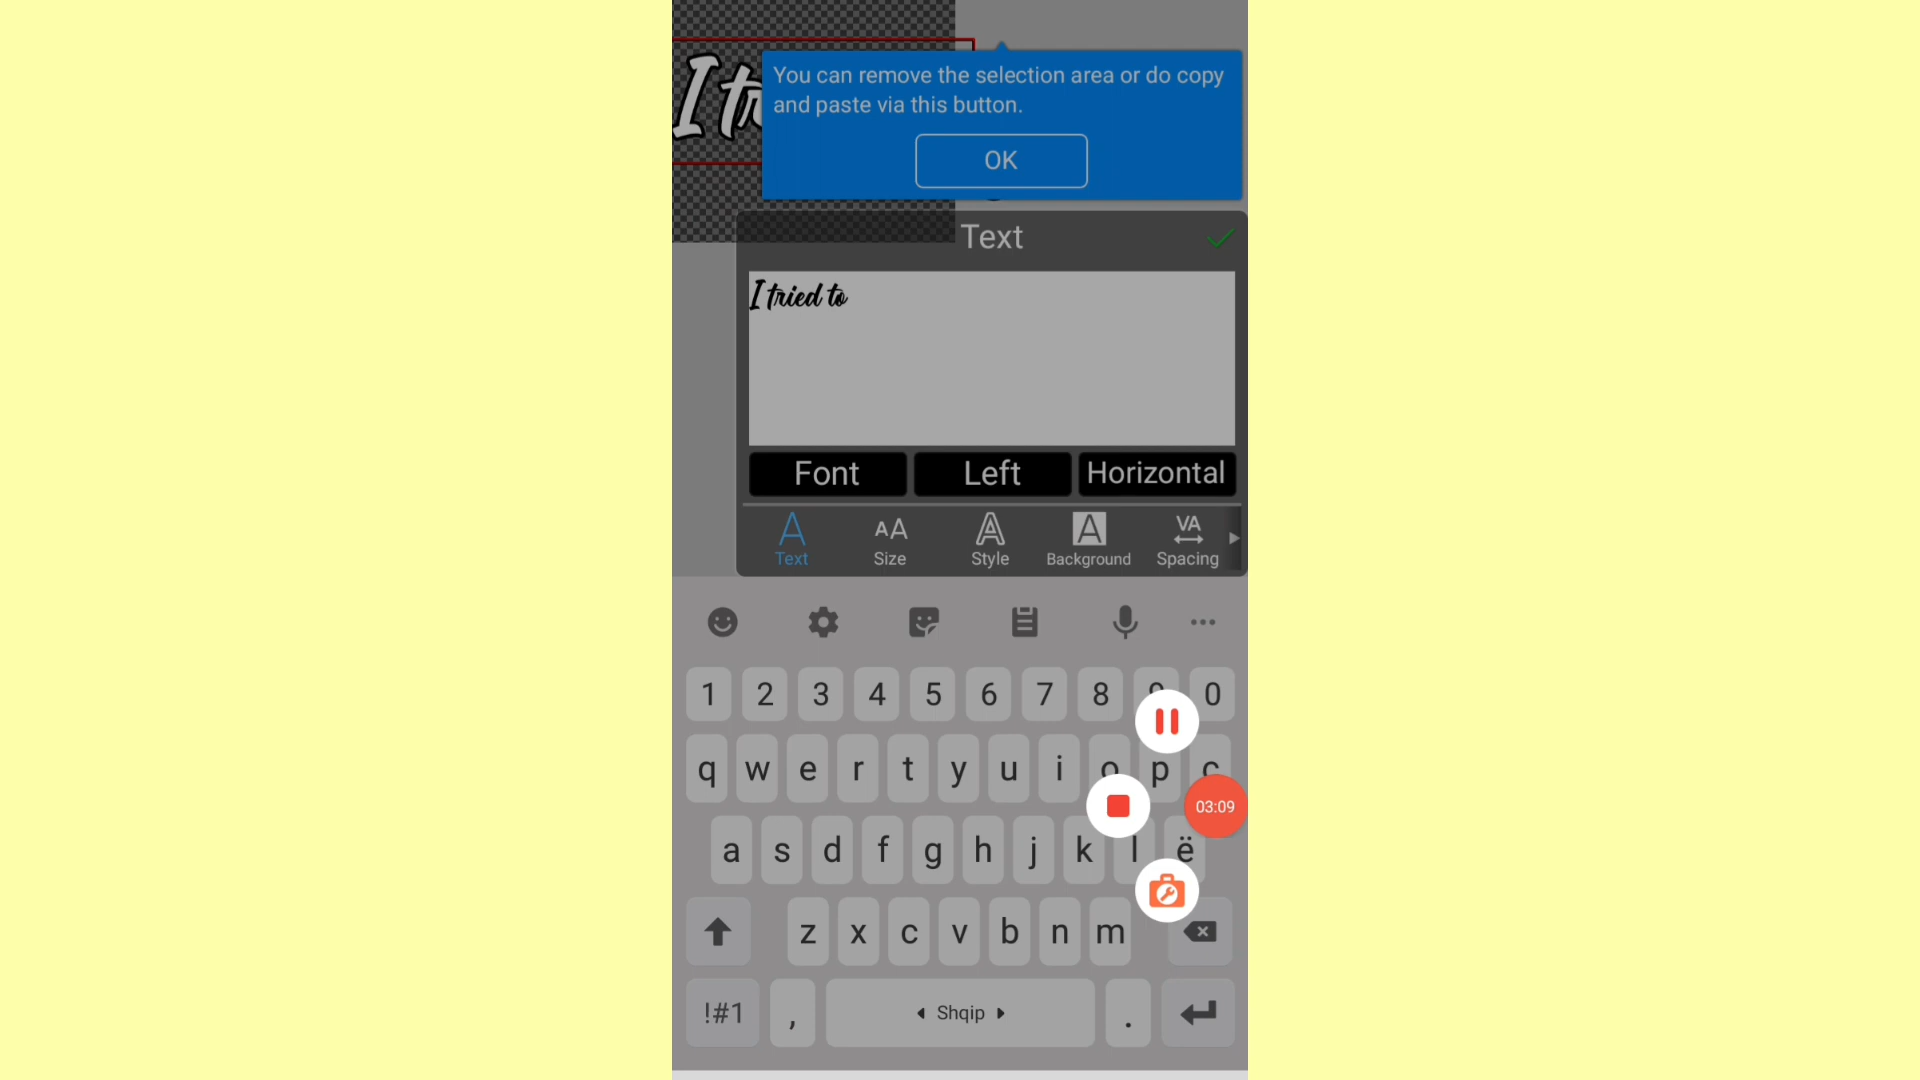 I tr
You can remove the selection area or do copy
and paste via this button.
OK
Text
I tried to
Font Left Horizontal
A AA A A VA
Text Size Style Background Spacing
1 2 3 4 5 6 7 8 9 0
q w e r t y u i o p ç
03:09
a s d f g h j k l ë
z x c v b n m
!#1 , Shqip .